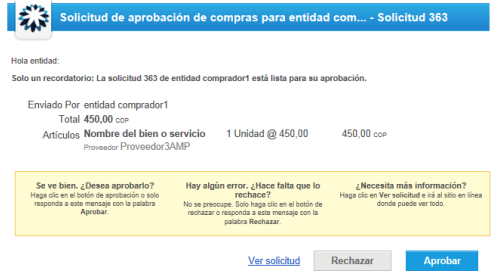 Solicitud de aprobación de compras para entidad com... - Solicitud 363
Hola entidad:
Solo un recordatorio: La solicitud 363 de entidad comprador1 está lista para su aprobación.
Enviado Por entidad comprador1
Total 450,00 COP
Artículos Nombre del bien o servicio 1 Unidad @ 450,00 450,00 COP
Proveedor Proveedor3AMP
Se ve bien. ¿Desea aprobarlo?
Haga clic en el botón de aprobación o solo
responda a este mensaje con la palabra
Aprobar.
Hay algún error. ¿Hace falta que lo
rechace?
No se preocupe. Solo haga clic en el botón de
rechazar o responda a este mensaje con la
palabra Rechazar.
¿Necesita más información?
Haga clic en Ver solicitud e irá al sitio en línea
donde puede ver todo.
Ver solicitud Rechazar Aprobar